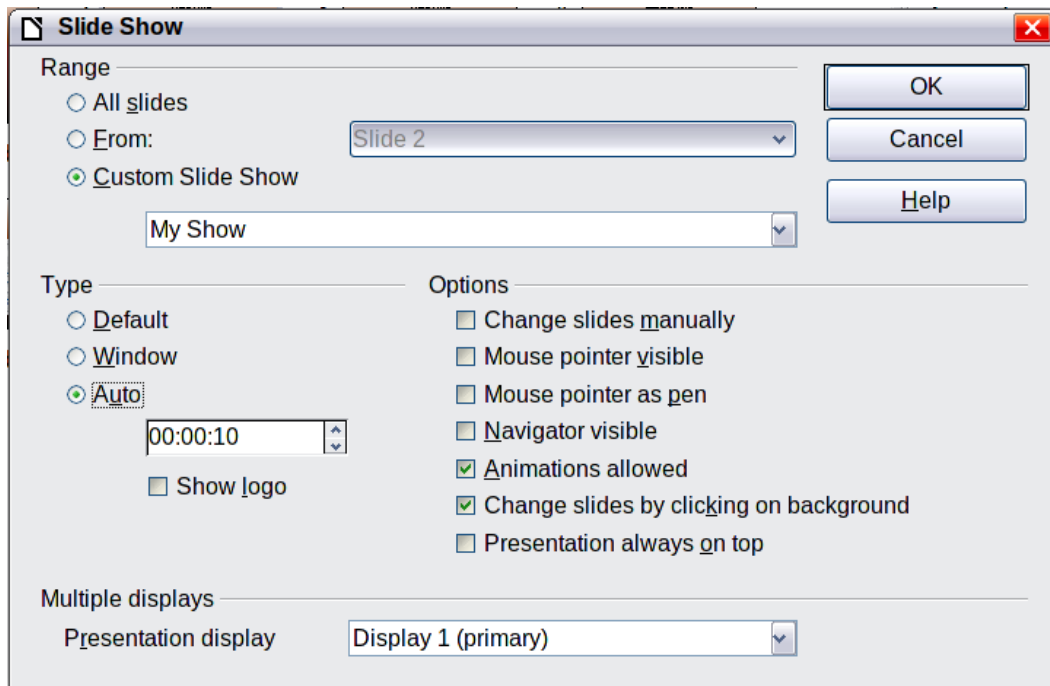 Slide Show
Range
All slides
From: Slide 2
Custom Slide Show
My Show
OK
Cancel
Help
Type
Default
Window
Auto
00:00:10
Show logo
Options
Change slides manually
Mouse pointer visible
Mouse pointer as pen
Navigator visible
Animations allowed
Change slides by clicking on background
Presentation always on top
Multiple displays
Presentation display Display 1 (primary)